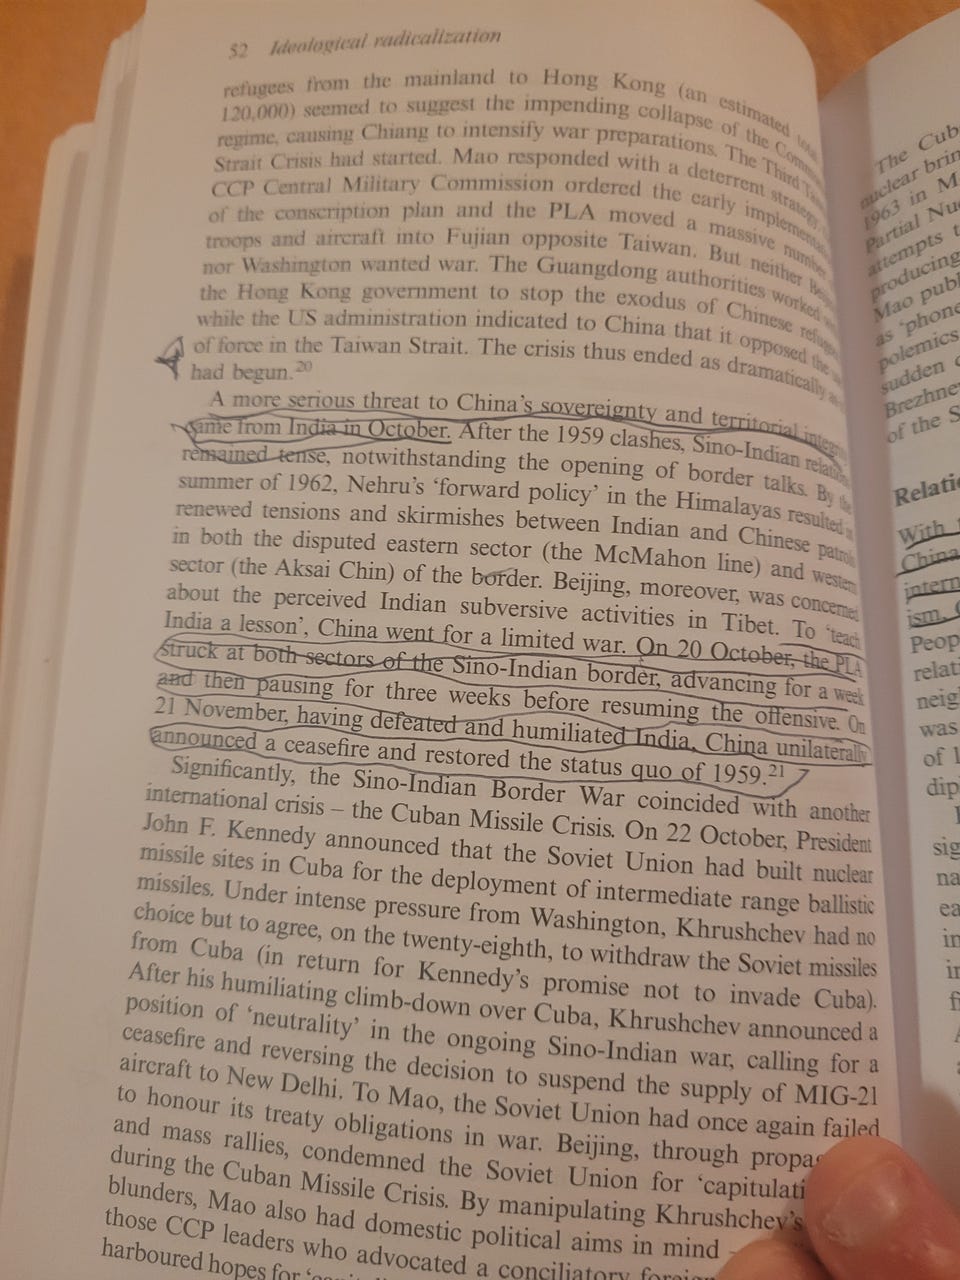 52 Ideological radicalization
refugees from the mainland to Hong Kong (an estimated total
120,000) seemed to suggest the impending collapse of the
regime, causing Chiang to intensify war preparations. The Third
Strait Crisis had started. Mao responded with a deterrent strategy.
CCP Central Military Commission ordered the early
of the conscription plan and the PLA moved a massive number
troops and aircraft into Fujian opposite Taiwan. But neither
nor Washington wanted war. The Guangdong authorities worked
the Hong Kong government to stop the exodus of Chinese
while the US administration indicated to China that it opposed the
of force in the Taiwan Strait. The crisis thus ended as dramatically as
had begun.20
A more serious threat to China's sovereignty and territorial
came from India in October. After the 1959 clashes, Sino-Indian
remained tense, notwithstanding the opening of border talks. By the
summer of 1962, Nehru's 'forward policy' in the Himalayas resulted in
renewed tensions and skirmishes between Indian and Chinese patrols
in both the disputed eastern sector (the McMahon line) and western
sector (the Aksai Chin) of the border. Beijing, moreover, was concerned
about the perceived Indian subversive activities in Tibet. To 'teach
India a lesson', China went for a limited war. On 20 October, the PLA
struck at both sectors of the Sino-Indian border, advancing for a week
and then pausing for three weeks before resuming the offensive. On
21 November, having defeated and humiliated India, China unilaterally
announced a ceasefire and restored the status quo of 1959.21
Significantly, the Sino-Indian Border War coincided with another
international crisis – the Cuban Missile Crisis. On 22 October, President
John F. Kennedy announced that the Soviet Union had built nuclear
missile sites in Cuba for the deployment of intermediate range ballistic
missiles. Under intense pressure from Washington, Khrushchev had no
choice but to agree, on the twenty-eighth, to withdraw the Soviet missiles
from Cuba (in return for Kennedy's promise not to invade Cuba).
After his humiliating climb-down over Cuba, Khrushchev announced a
position of 'neutrality' in the ongoing Sino-Indian war, calling for a
ceasefire and reversing the decision to suspend the supply of MIG-21
aircraft to New Delhi. To Mao, the Soviet Union had once again failed
to honour its treaty obligations in war. Beijing, through
and mass rallies, condemned the Soviet Union for
during the Cuban Missile Crisis. By manipulating Khrushchev's
blunders, Mao also had domestic political aims in mind –
those CCP leaders who advocated a conciliatory foreign
harboured hopes for
The Cub
nuclear brin
1963 in M
Partial Nu
attempts t
producing
Mao publ
as 'phone
polemics
sudden
Brezhne
of the S
Relati
With
China
intern
ism.
Peop
relati
neig
was
of 1
dip
sig
na
ea
in
in